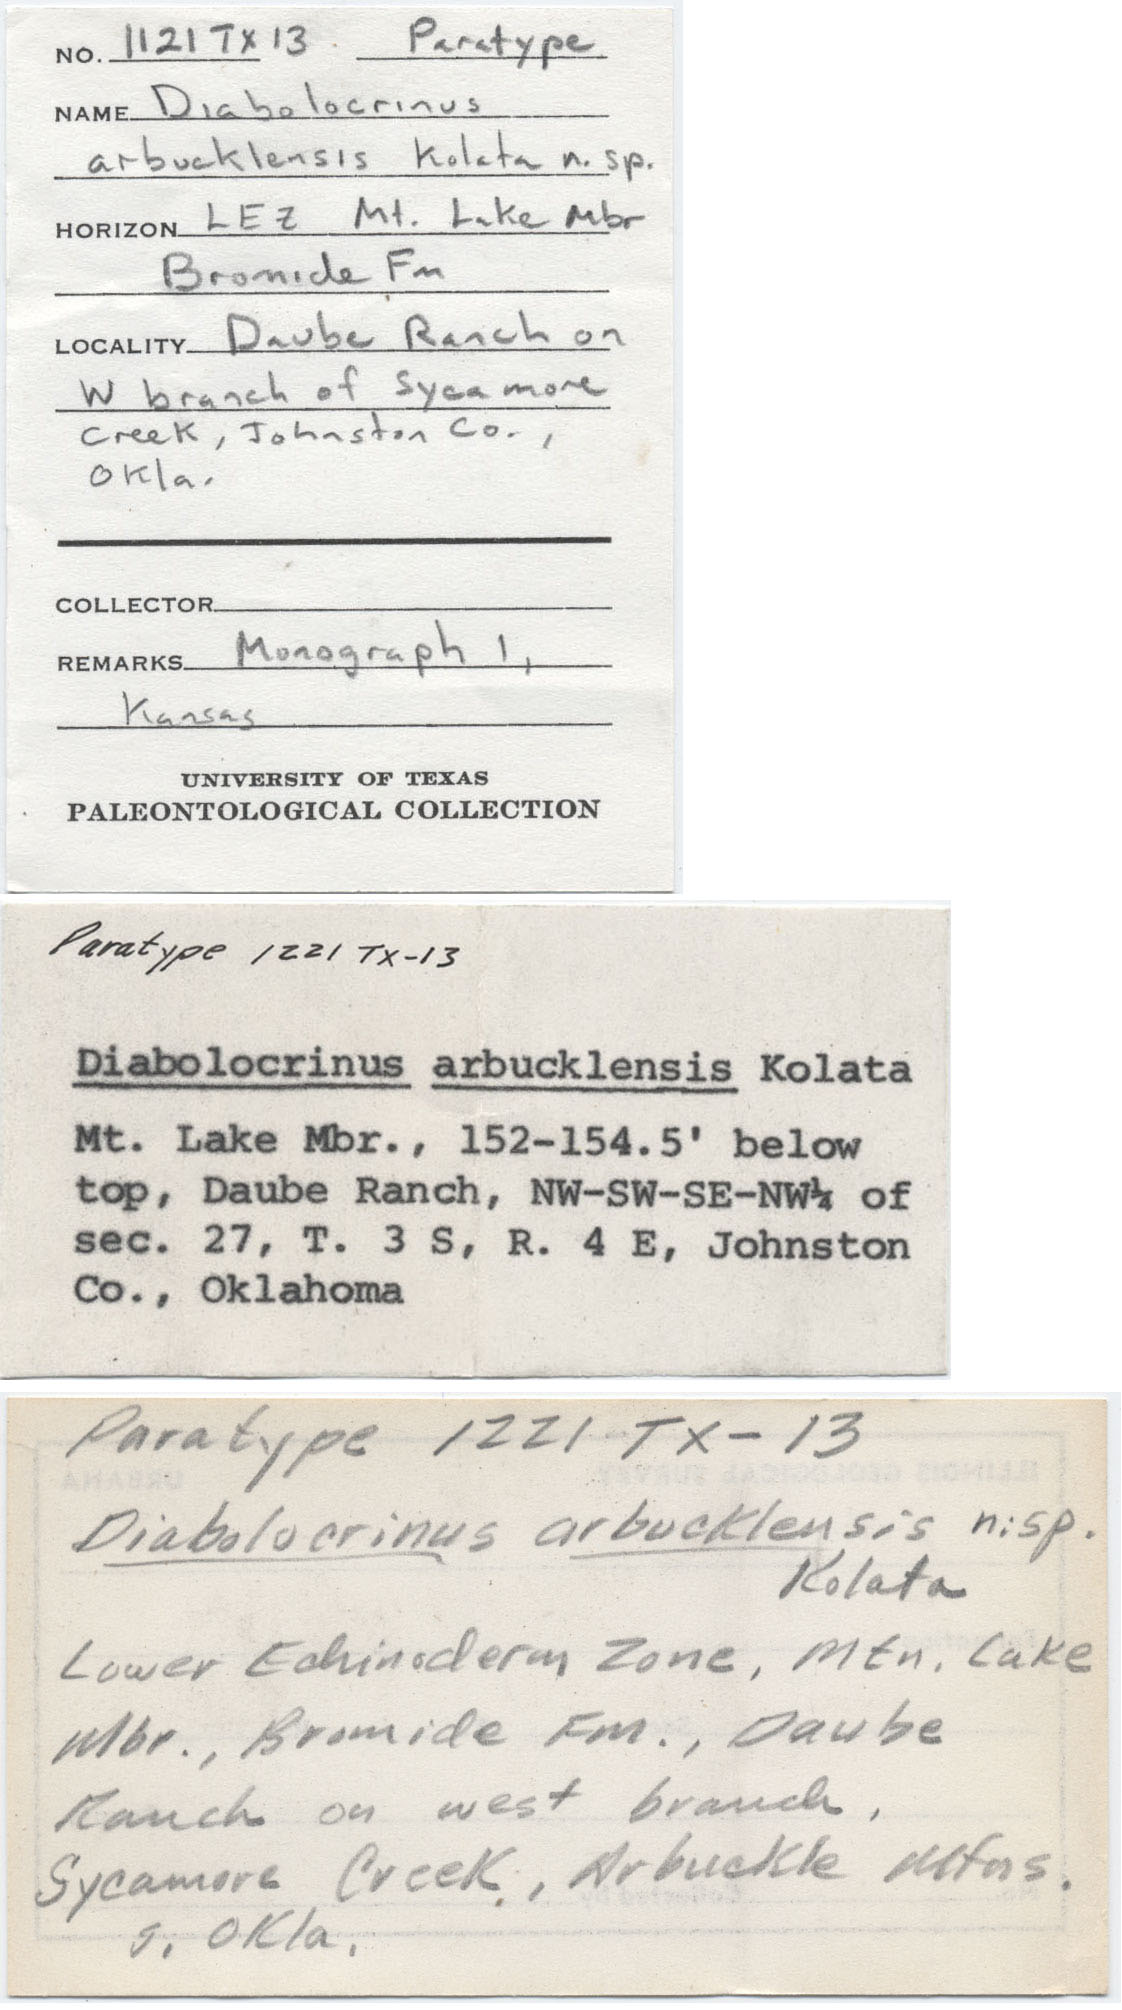 NO. 1121 TX 13 Paratype
NAME Diabolocrinus
arbucklensis Kolata n. sp.
HORIZON LEZ Mt. Lake Mbr
Bromide Fm
LOCALITY Daube Ranch on
W branch of Sycamore
Creek, Johnston Co.,
Okla.
COLLECTOR
REMARKS Monograph 1,
Kansas
UNIVERSITY OF TEXAS
PALEONTOLOGICAL COLLECTION
Paratype 1221 TX-13
Diabolocrinus arbucklensis Kolata
Mt. Lake Mbr., 152-154.5' below
top, Daube Ranch, NW-SW-SE-NW¼ of
sec. 27, T. 3 S, R. 4 E, Johnston
Co., Oklahoma
Paratype 1221 TX-13
ILLINOIS GEOLOGICAL SURVEY URBANA
Diabolocrinus arbucklensis n. sp.
Kolata
Lower Echinoderm Zone, Mtn. Lake
Mbr., Bromide Fm., Daube
Ranch on west branch,
Sycamore Creek, Arbuckle Mtns.
s. Okla.